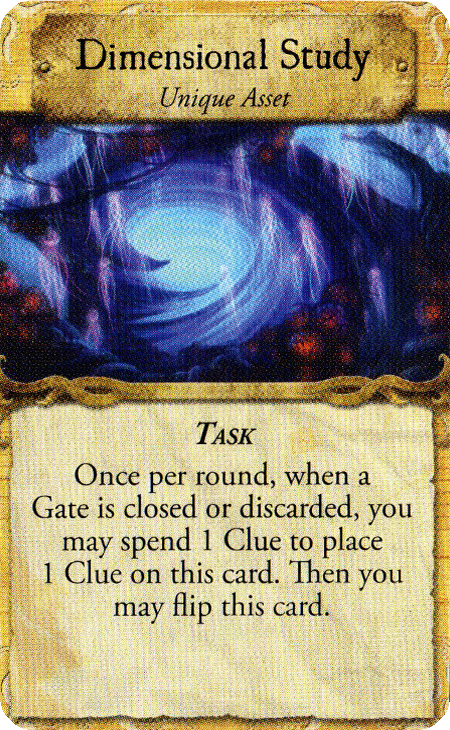 Dimensional Study
Unique Asset
Task
Once per round, when a
Gate is closed or discarded, you
may spend 1 Clue to place
1 Clue on this card. Then you
may flip this card.